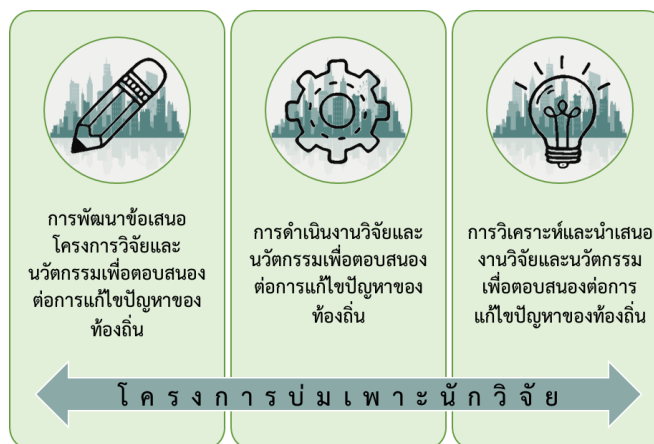 การพัฒนาข้อเสนอ
โครงการวิจัยและ
นวัตกรรมเพื่อตอบสนอง
ต่อการแก้ไขปัญหาของ
ท้องถิ่น
การดำเนินงานวิจัยและ
นวัตกรรมเพื่อตอบสนอง
ต่อการแก้ไขปัญหาของ
ท้องถิ่น
การวิเคราะห์และนำเสนอ
งานวิจัยและนวัตกรรม
เพื่อตอบสนองต่อการ
แก้ไขปัญหาของท้องถิ่น
โครงการบ่มเพาะนักวิจัย